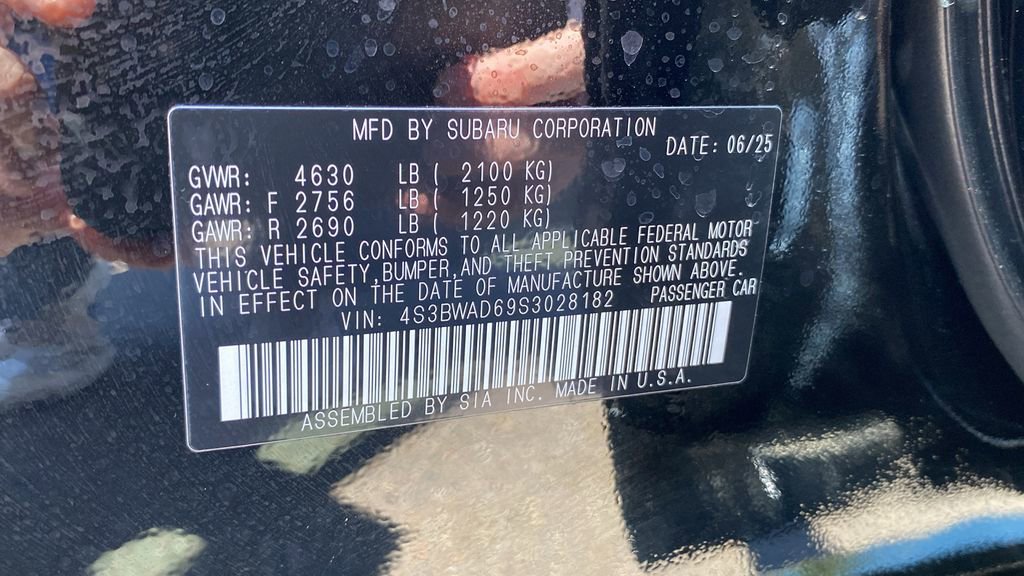 MFD BY SUBARU CORPORATION
DATE: 06/25
GVWR: 4630 LB ( 2100 KG)
GAWR: F 2756 LB ( 1250 KG)
GAWR: R 2690 LB ( 1220 KG)
THIS VEHICLE CONFORMS TO ALL APPLICABLE FEDERAL MOTOR
VEHICLE SAFETY,BUMPER,AND THEFT PREVENTION STANDARDS
IN EFFECT ON THE DATE OF MANUFACTURE SHOWN ABOVE.
VIN: 4S3BWAD69S3028182 PASSENGER CAR
ASSEMBLED BY SIA INC. MADE IN U.S.A.